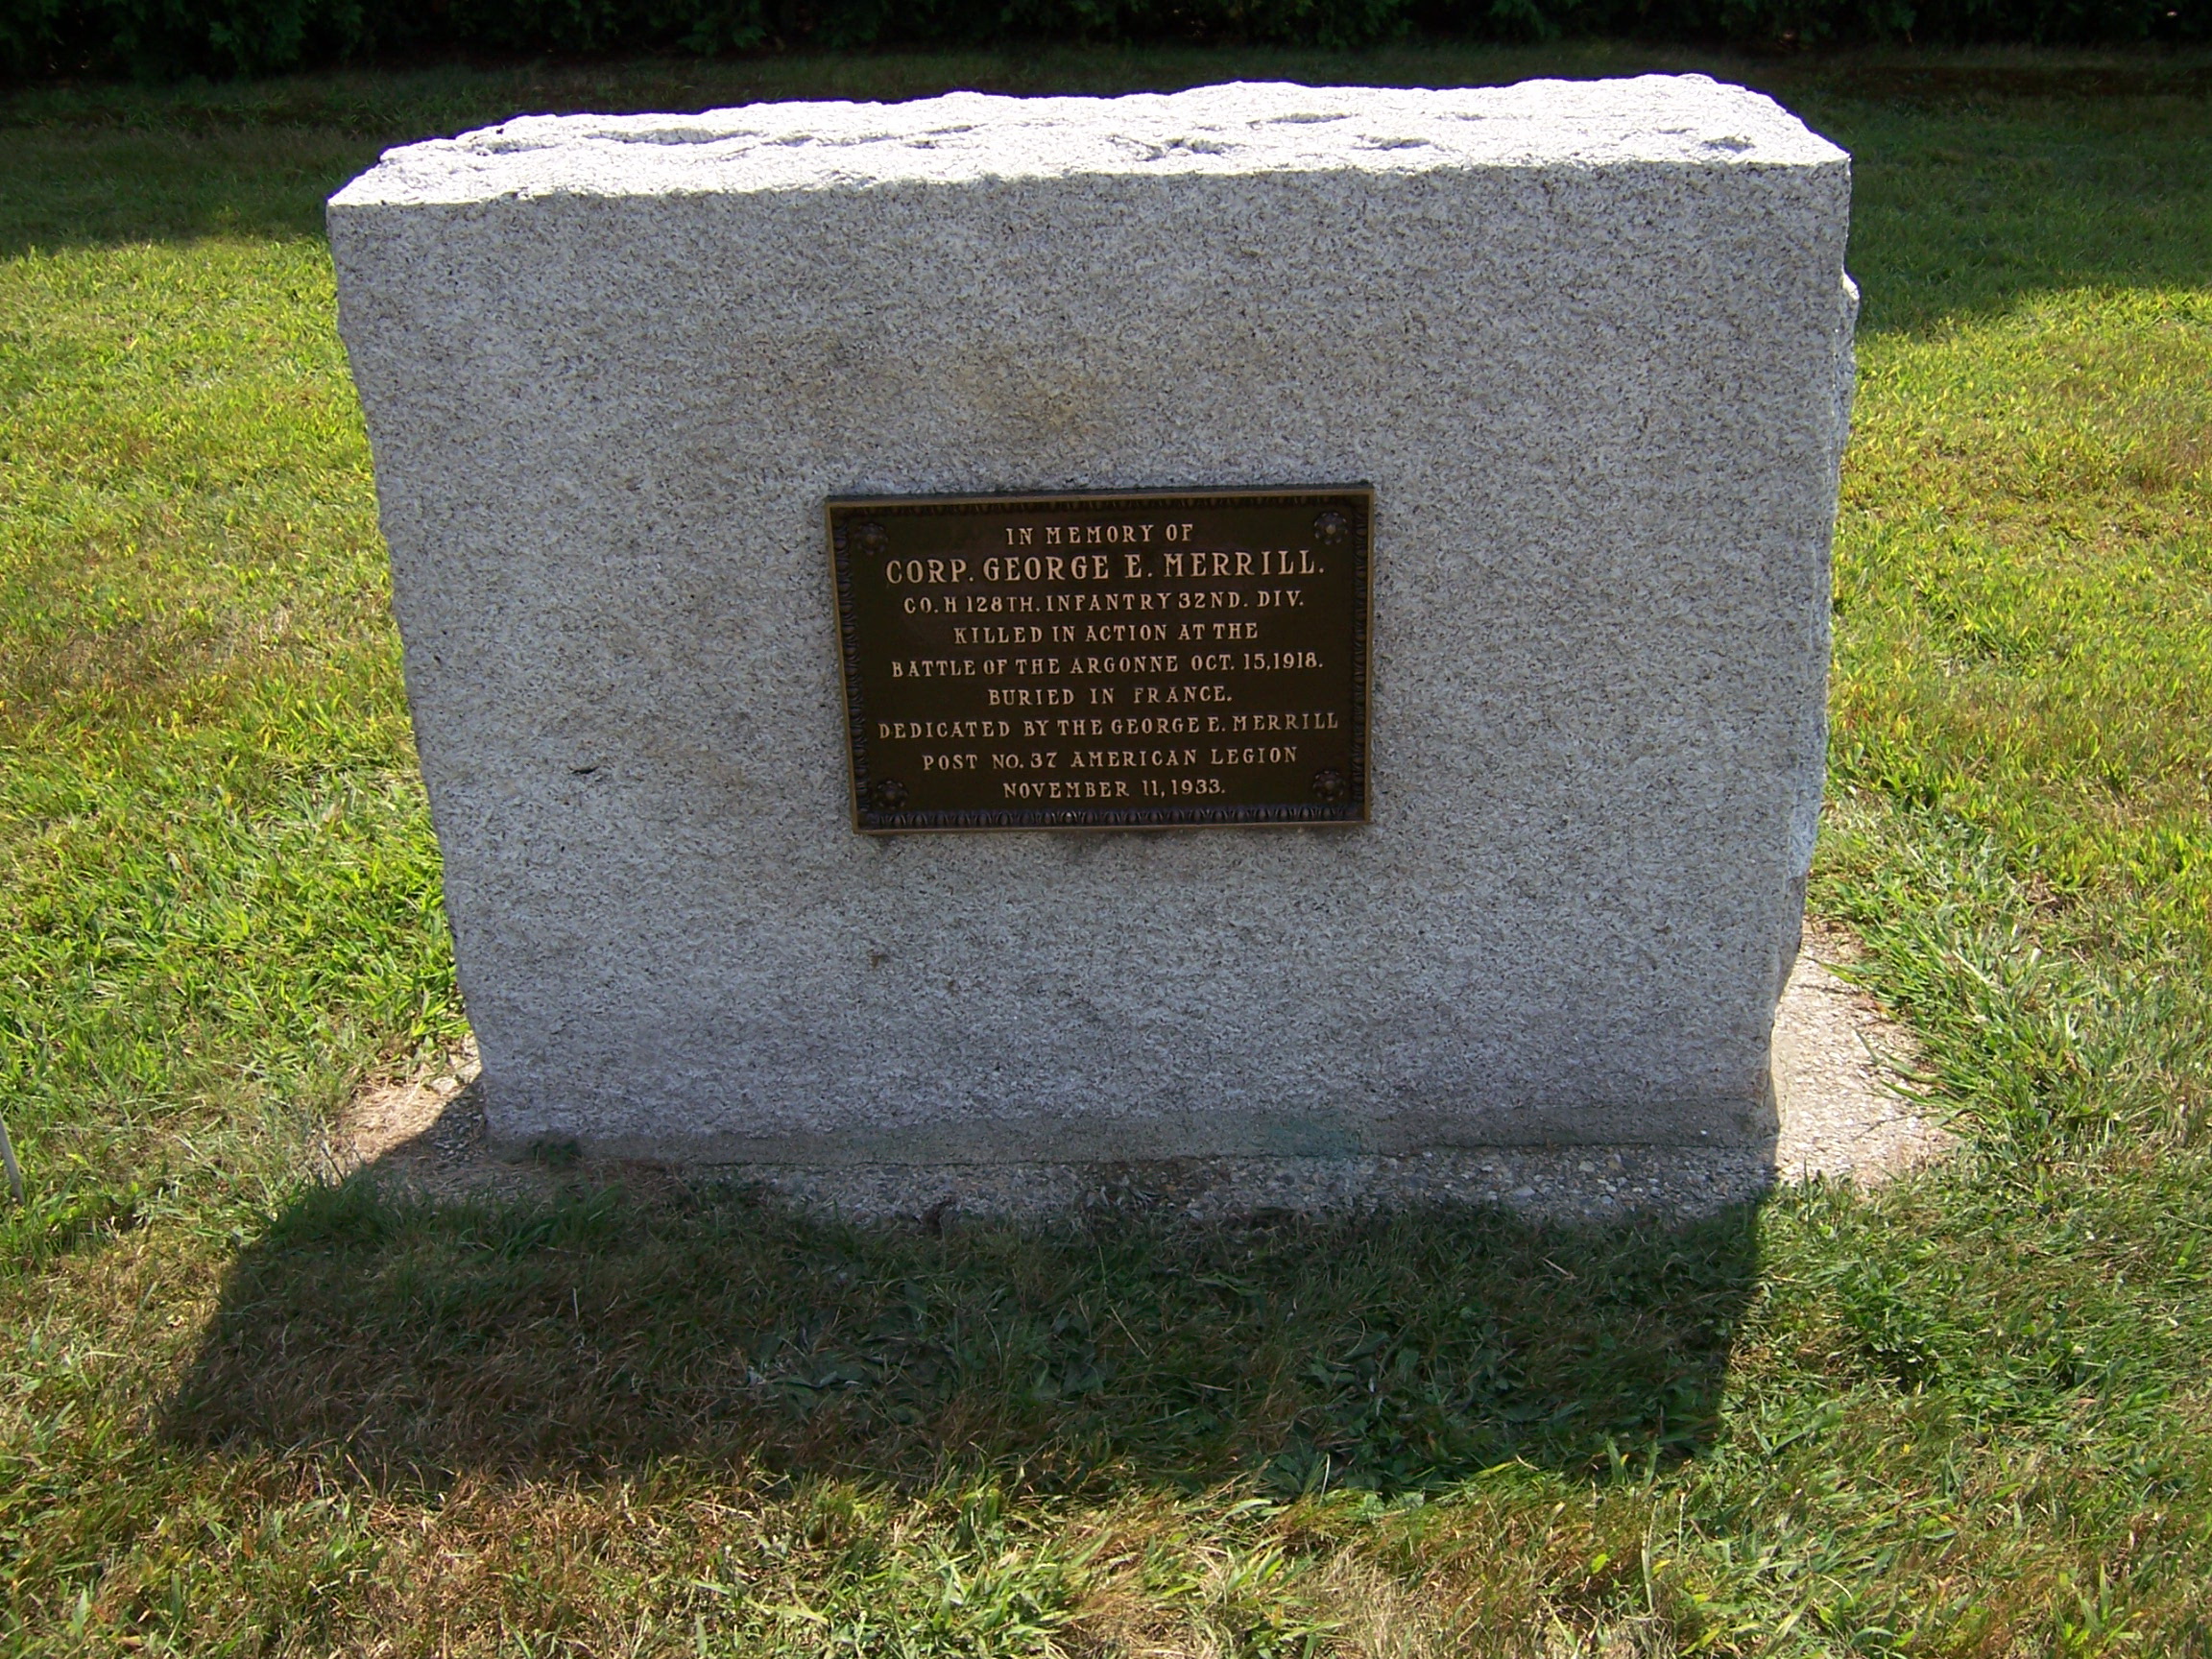 IN MEMORY OF
CORP. GEORGE E. MERRILL.
CO. H 128TH. INFANTRY 32ND. DIV.
KILLED IN ACTION AT THE
BATTLE OF THE ARGONNE OCT. 15, 1918.
BURIED IN FRANCE.
DEDICATED BY THE GEORGE E. MERRILL
POST NO. 37 AMERICAN LEGION
NOVEMBER 11, 1933.